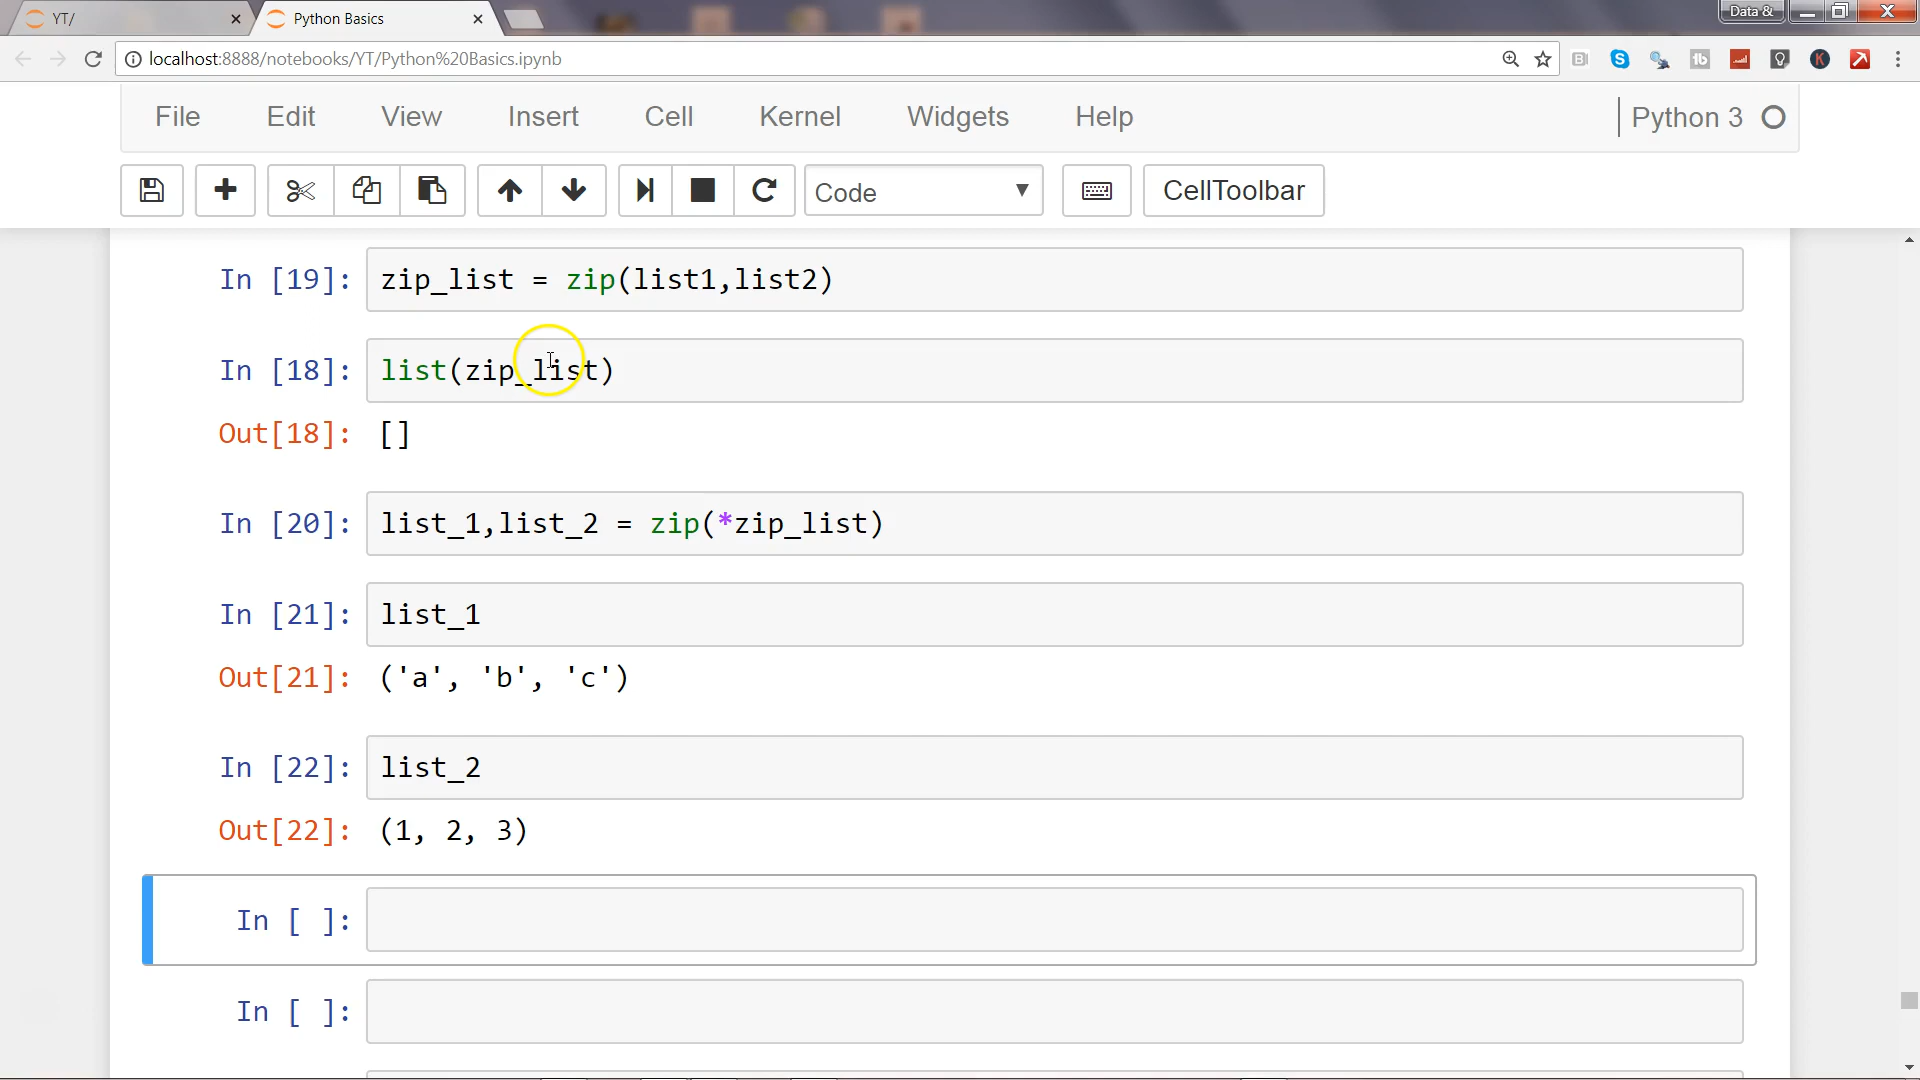 YT/
Python Basics
Data &
localhost:8888/notebooks/YT/Python%20Basics.ipynb
File Edit View Insert Cell Kernel Widgets Help Python 3
Code CellToolbar
In [19]: zip_list = zip(list1,list2)
In [18]: list(zip_list)
Out[18]: []
In [20]: list_1,list_2 = zip(*zip_list)
In [21]: list_1
Out[21]: ('a', 'b', 'c')
In [22]: list_2
Out[22]: (1, 2, 3)
In [ ]:
In [ ]: